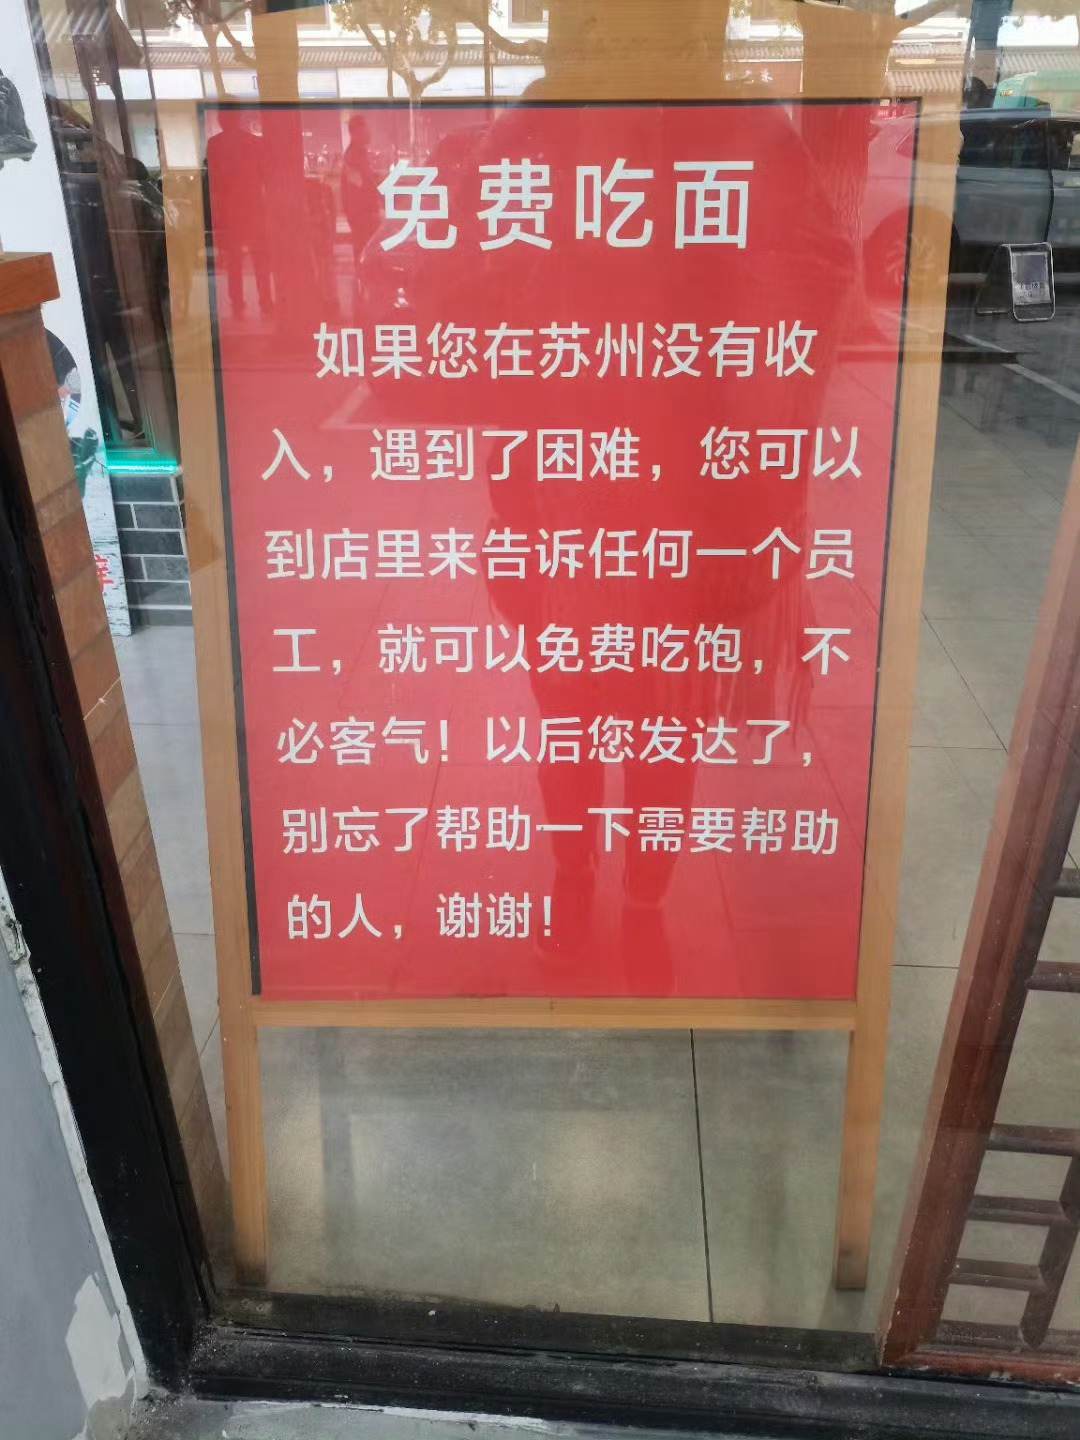 免费吃面
如果您在苏州没有收
入，遇到了困难，您可以
到店里来告诉任何一个员
工，就可以免费吃饱，不
必客气！以后您发达了，
别忘了帮助一下需要帮助
的人，谢谢！